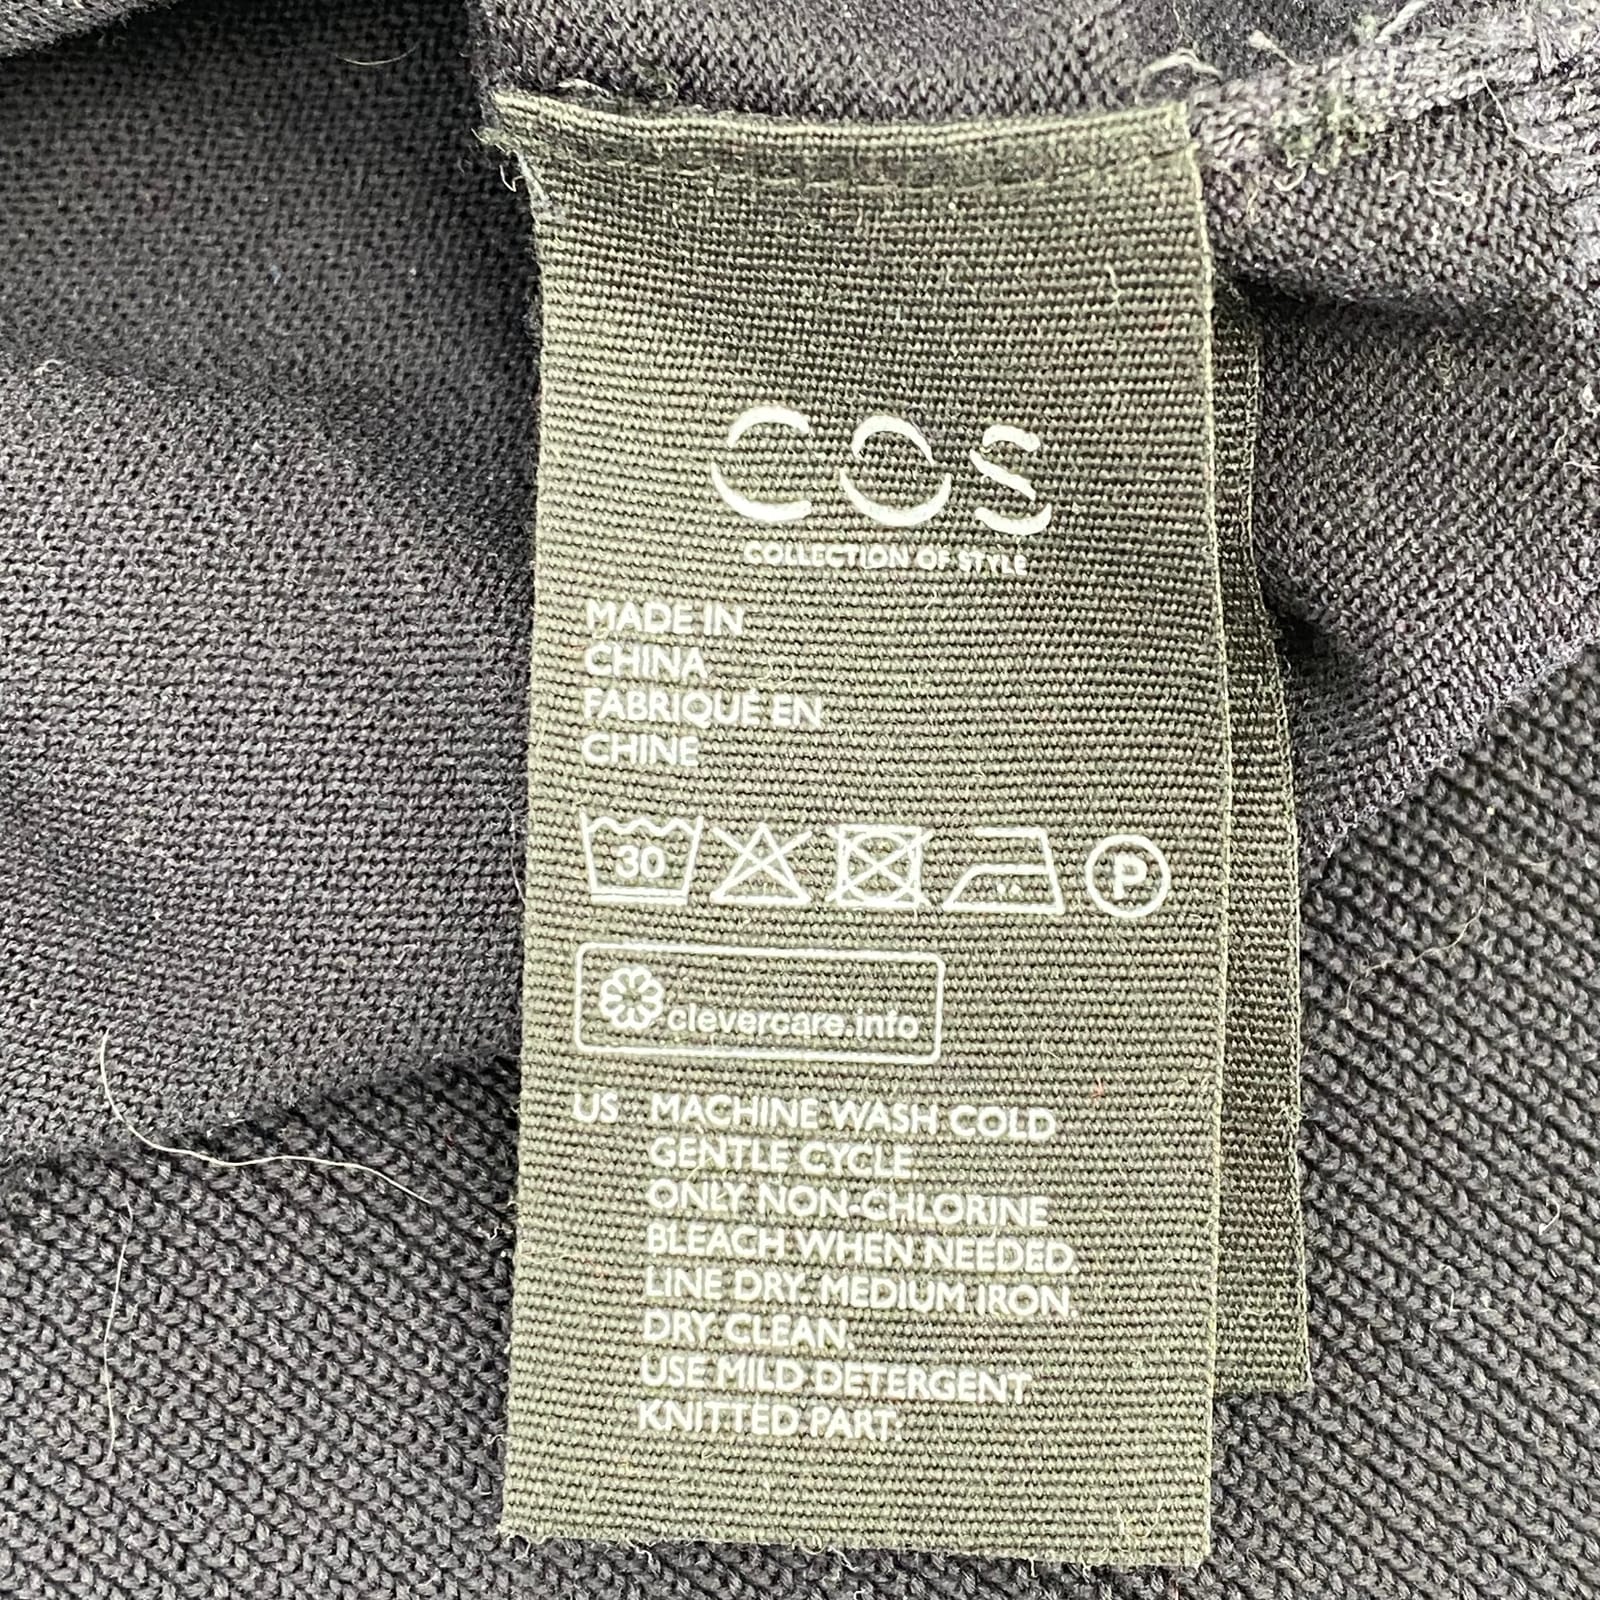 COS
COLLECTION OF STYLE
MADE IN
CHINA
FABRIQUÉ EN
CHINE
30
P
clevercare.info
US MACHINE WASH COLD
GENTLE CYCLE
ONLY NON-CHLORINE
BLEACH WHEN NEEDED.
LINE DRY. MEDIUM IRON.
DRY CLEAN.
USE MILD DETERGENT
KNITTED PART: